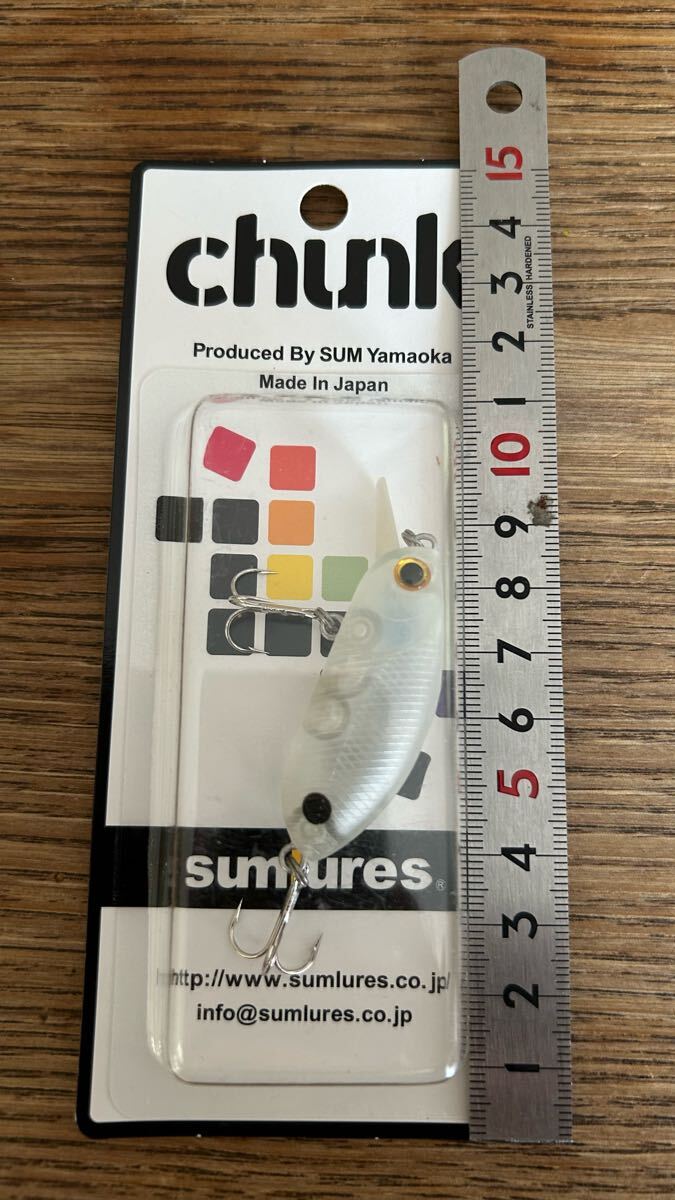 chunk
Produced By SUM Yamaoka
Made In Japan
sumlures®
http://www.sumlures.co.jp/
info@sumlures.co.jp
15
4
3
2
1
10
9
8
7
6
5
4
3
2
1
STAINLESS HARDENED